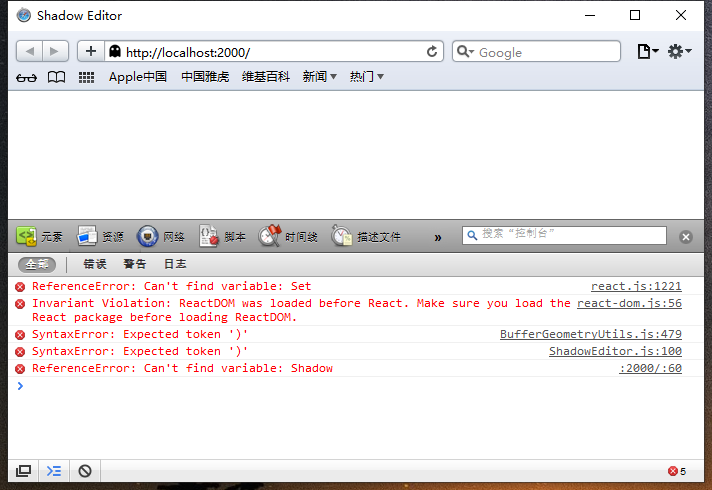 Shadow Editor
http://localhost:2000/
Google
Apple中国 中国雅虎 维基百科 新闻 热门
元素 资源 网络 脚本 时间线 描述文件 » 搜索“控制台”
全部 错误 警告 日志
ReferenceError: Can't find variable: Set react.js:1221
Invariant Violation: ReactDOM was loaded before React. Make sure you load the react-dom.js:56
React package before loading ReactDOM.
SyntaxError: Expected token ')' BufferGeometryUtils.js:479
SyntaxError: Expected token ')' ShadowEditor.js:100
ReferenceError: Can't find variable: Shadow :2000/:60
5